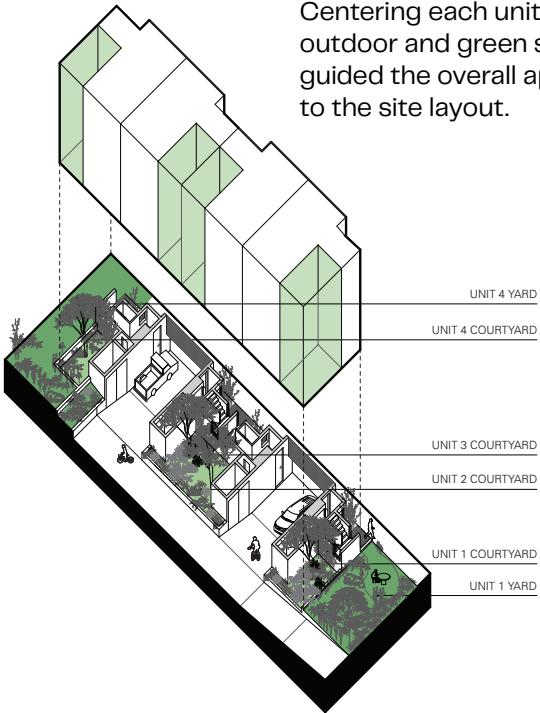 Centering each unit
outdoor and green s
guided the overall ap
to the site layout.
UNIT 4 YARD
UNIT 4 COURTYARD
UNIT 3 COURTYARD
UNIT 2 COURTYARD
UNIT 1 COURTYARD
UNIT 1 YARD